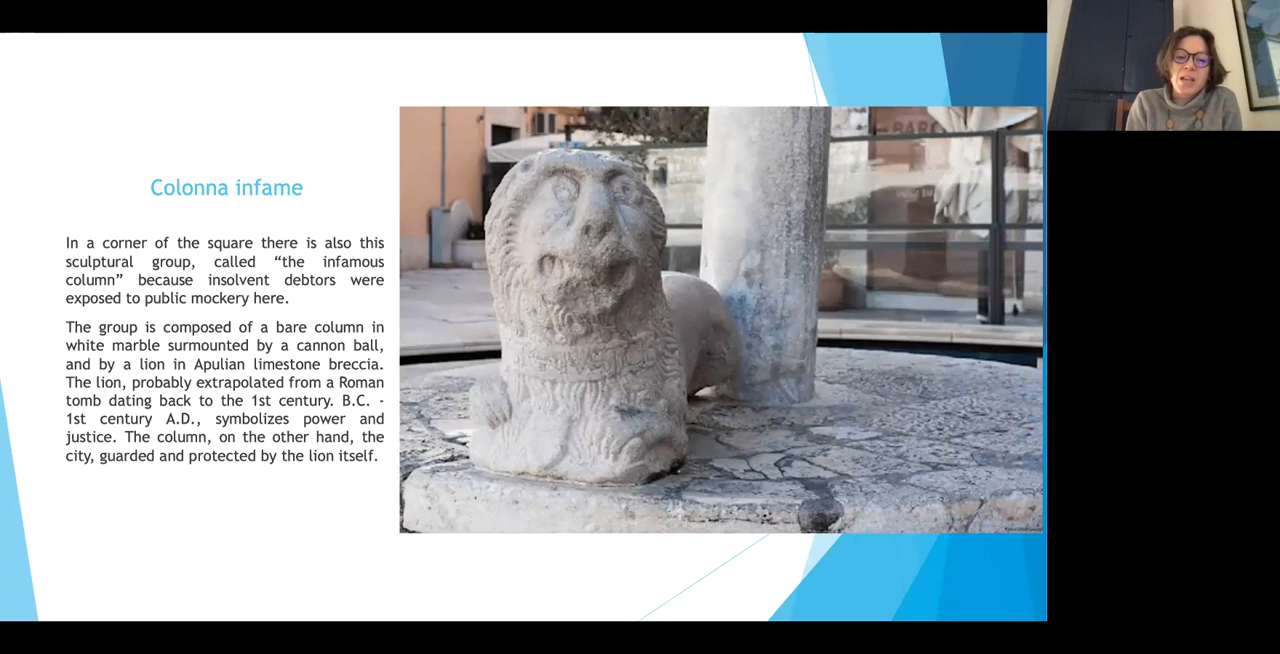 Colonna infame
In a corner of the square there is also this
sculptural group, called “the infamous
column” because insolvent debtors were
exposed to public mockery here.
The group is composed of a bare column in
white marble surmounted by a cannon ball,
and by a lion in Apulian limestone breccia.
The lion, probably extrapolated from a Roman
tomb dating back to the 1st century. B.C. -
1st century A.D., symbolizes power and
justice. The column, on the other hand, the
city, guarded and protected by the lion itself.